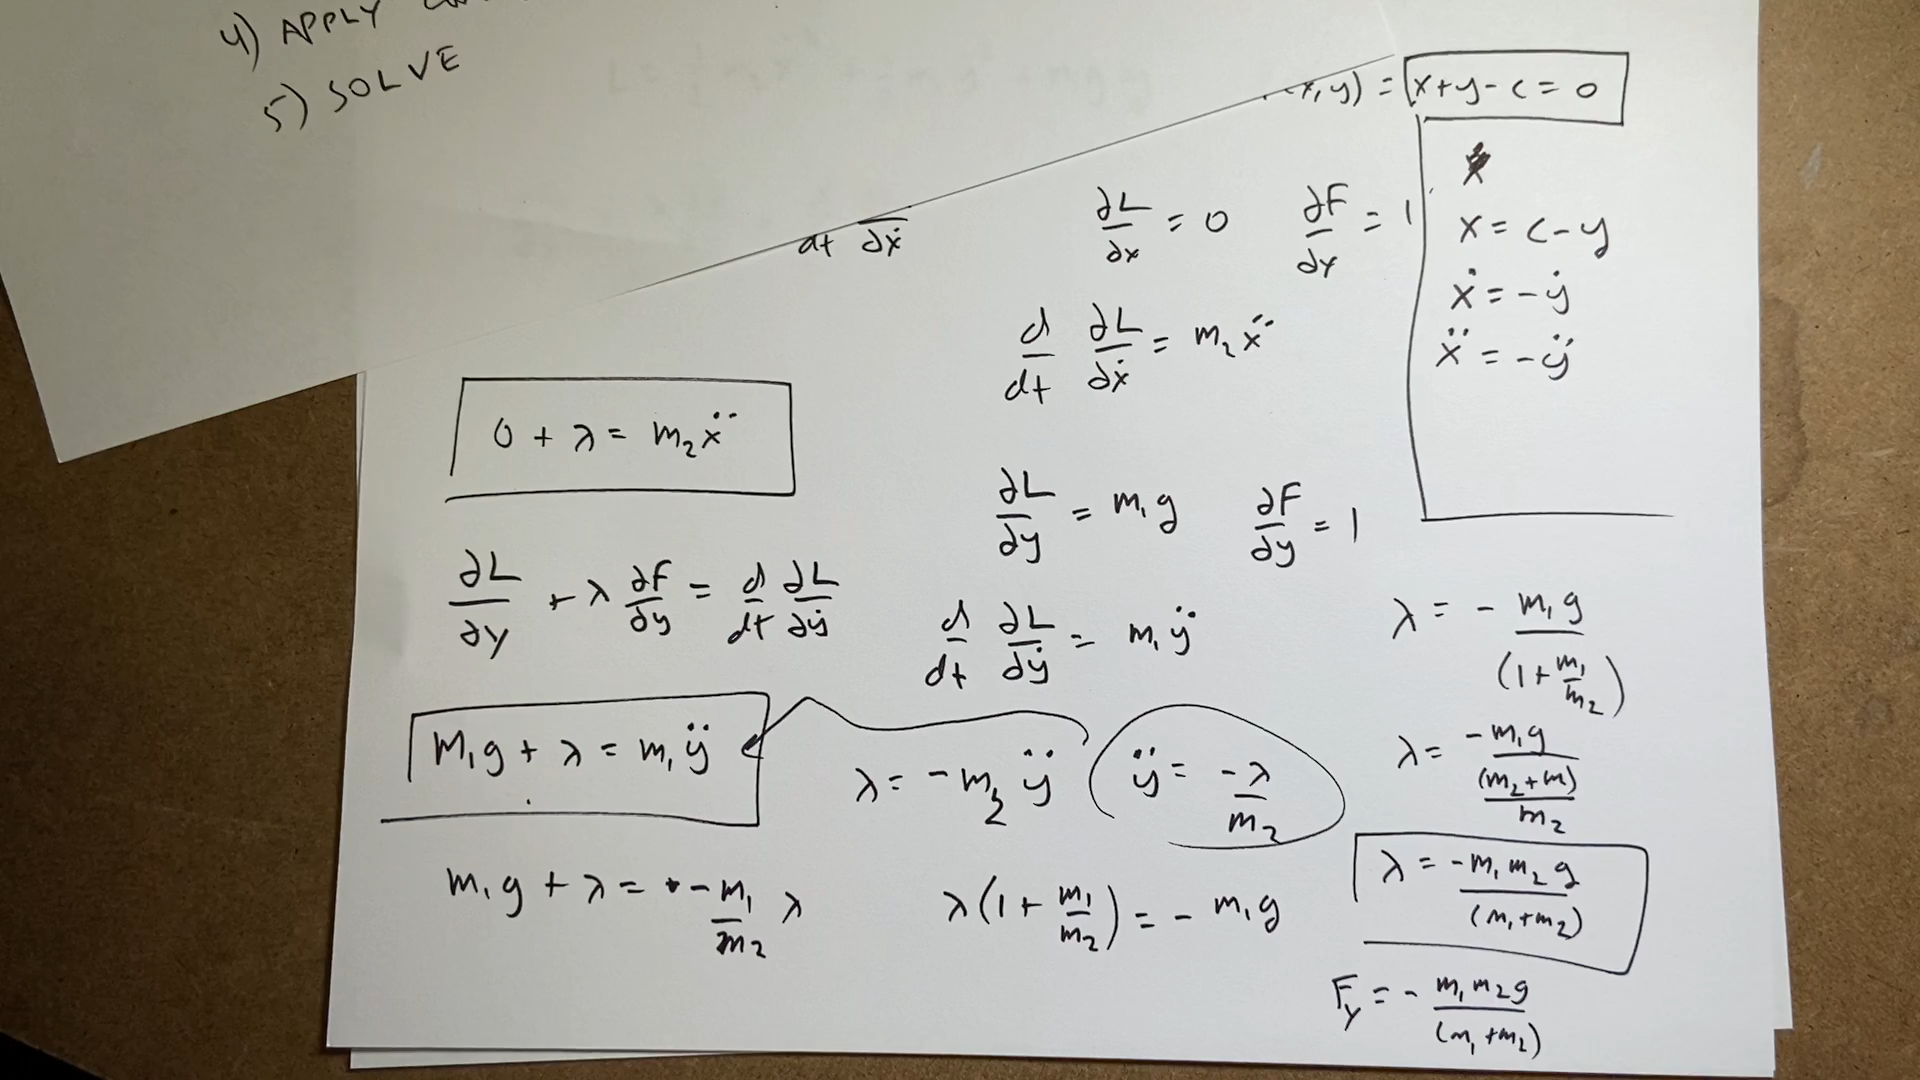 4) APPLY
5) SOLVE
x, y) = x+y-c = 0
∂L/∂x = 0 ∂F/∂x = 1
x = c-y
dt ∂ẋ
ẋ = -ẏ
d/dt ∂L/∂ẋ = m₂ẍ
ẍ = -ÿ
0 + λ = m₂ẍ
∂L/∂y = m₁g ∂F/∂y = 1
∂L/∂y + λ ∂F/∂y = d/dt ∂L/∂ẏ
d/dt ∂L/∂ẏ = m₁ÿ
λ = - m₁g/(1+m₁/m₂)
m₁g + λ = m₁ÿ
λ = -m₂ÿ
ÿ = -λ/m₂
λ = -m₁g/((m₂+m)/m₂)
m₁g + λ = -m₁/m₂ λ
λ(1+m₁/m₂) = - m₁g
λ = -m₁m₂g/(m₁+m₂)
F_y = - m₁m₂g/(m₁+m₂)